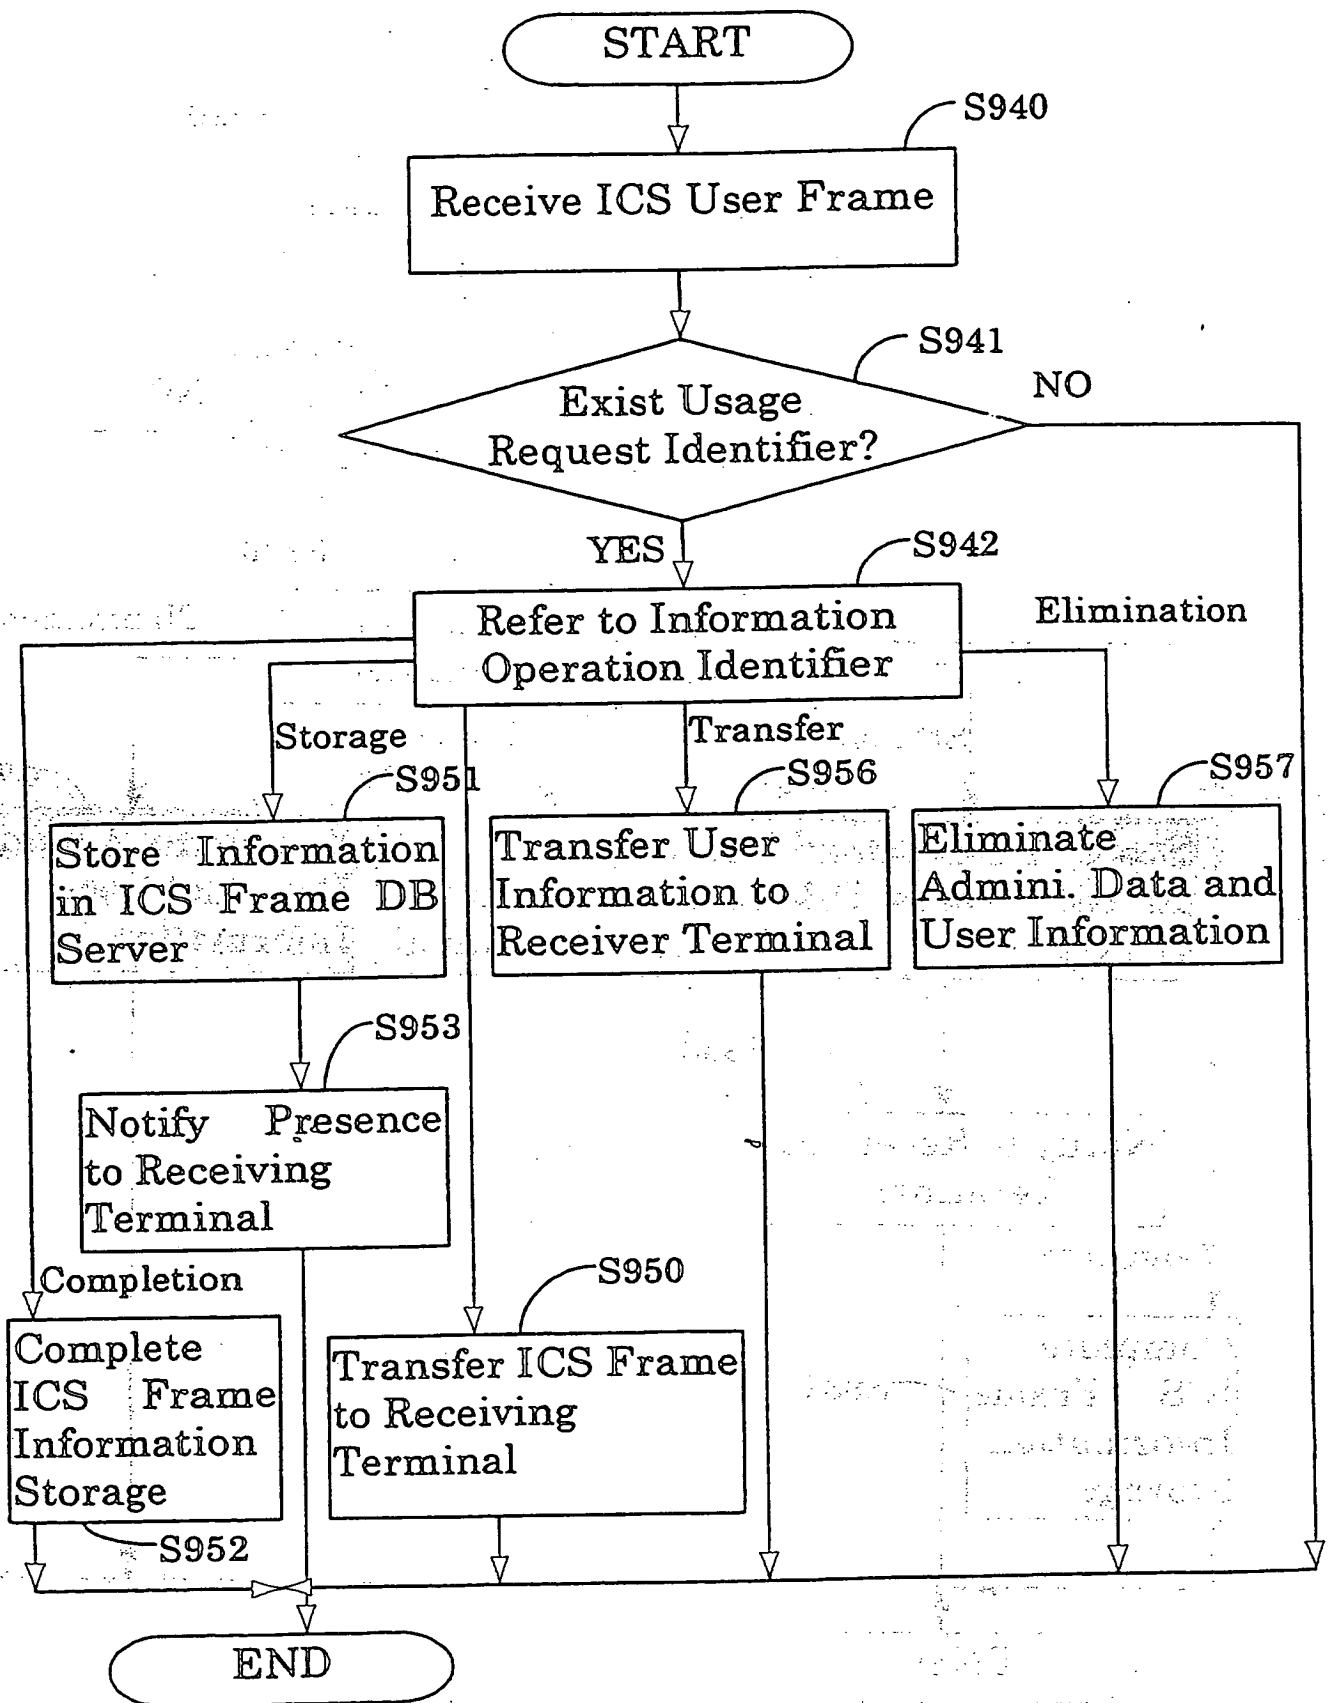 START
S940
Receive ICS User Frame
S941
NO
Exist Usage
Request Identifier?
YES
S942
Refer to Information
Operation Identifier
Elimination
Storage
Transfer
S951
S956
S957
Store Information
in ICS Frame DB
Server
Transfer User
Information to
Receiver Terminal
Eliminate
Admini. Data and
User Information
S953
Notify Presence
to Receiving
Terminal
Completion
S950
Complete
ICS Frame
Information
Storage
Transfer ICS Frame
to Receiving
Terminal
S952
END